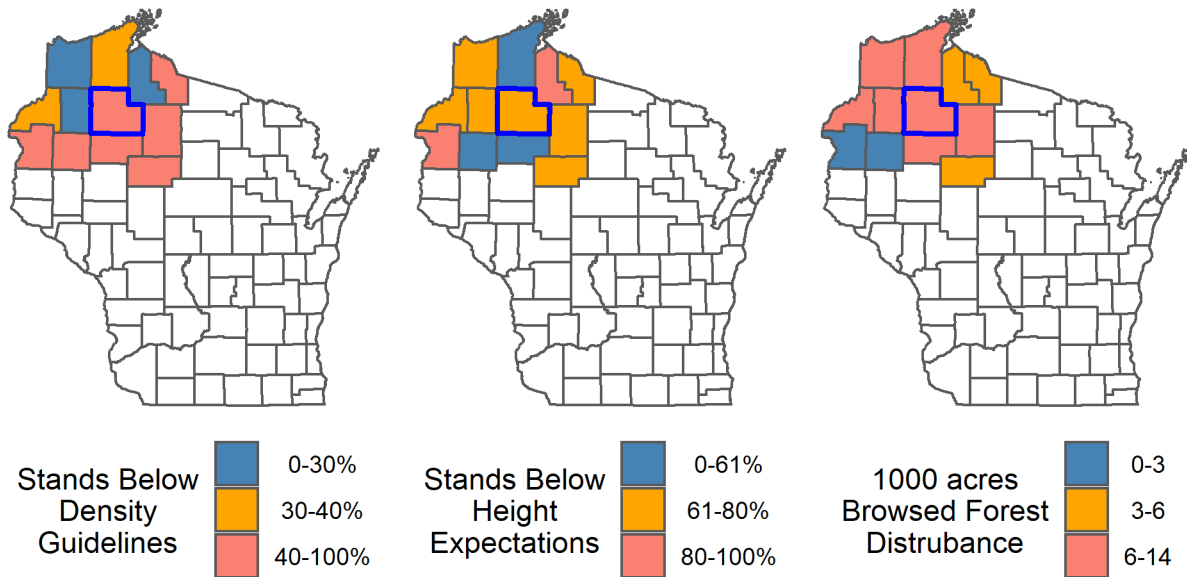 Stands Below
Density
Guidelines
0-30%
30-40%
40-100%
Stands Below
Height
Expectations
0-61%
61-80%
80-100%
1000 acres
Browsed Forest
Distrubance
0-3
3-6
6-14